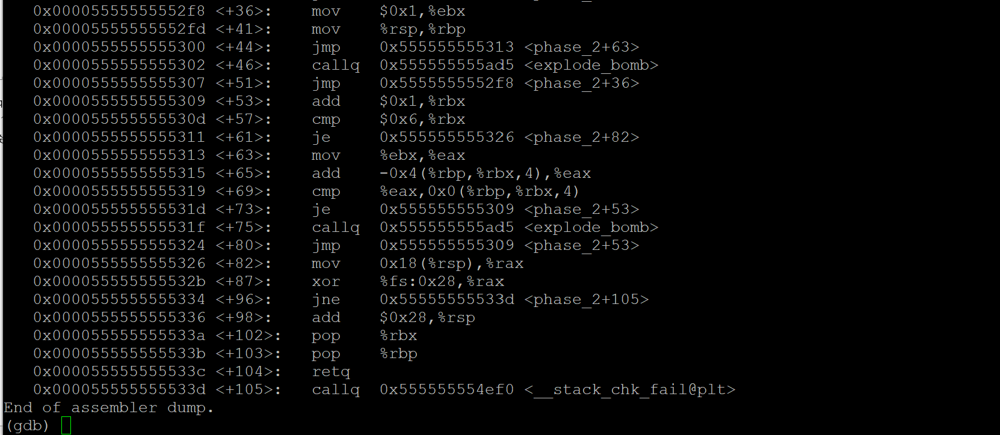 0x00005555555552f8 <+36>: mov $0x1,%ebx
0x00005555555552fd <+41>: mov %rsp,%rbp
0x0000555555555300 <+44>: jmp 0x555555555313 <phase_2+63>
0x0000555555555302 <+46>: callq 0x555555555ad5 <explode_bomb>
0x0000555555555307 <+51>: jmp 0x5555555552f8 <phase_2+36>
0x0000555555555309 <+53>: add $0x1,%rbx
0x000055555555530d <+57>: cmp $0x6,%rbx
0x0000555555555311 <+61>: je 0x555555555326 <phase_2+82>
0x0000555555555313 <+63>: mov %ebx,%eax
0x0000555555555315 <+65>: add -0x4(%rbp,%rbx,4),%eax
0x0000555555555319 <+69>: cmp %eax,0x0(%rbp,%rbx,4)
0x000055555555531d <+73>: je 0x555555555309 <phase_2+53>
0x000055555555531f <+75>: callq 0x555555555ad5 <explode_bomb>
0x0000555555555324 <+80>: jmp 0x555555555309 <phase_2+53>
0x0000555555555326 <+82>: mov 0x18(%rsp),%rax
0x000055555555532b <+87>: xor %fs:0x28,%rax
0x0000555555555334 <+96>: jne 0x55555555533d <phase_2+105>
0x0000555555555336 <+98>: add $0x28,%rsp
0x000055555555533a <+102>: pop %rbx
0x000055555555533b <+103>: pop %rbp
0x000055555555533c <+104>: retq
0x000055555555533d <+105>: callq 0x555555554ef0 <__stack_chk_fail@plt>
End of assembler dump.
(gdb)